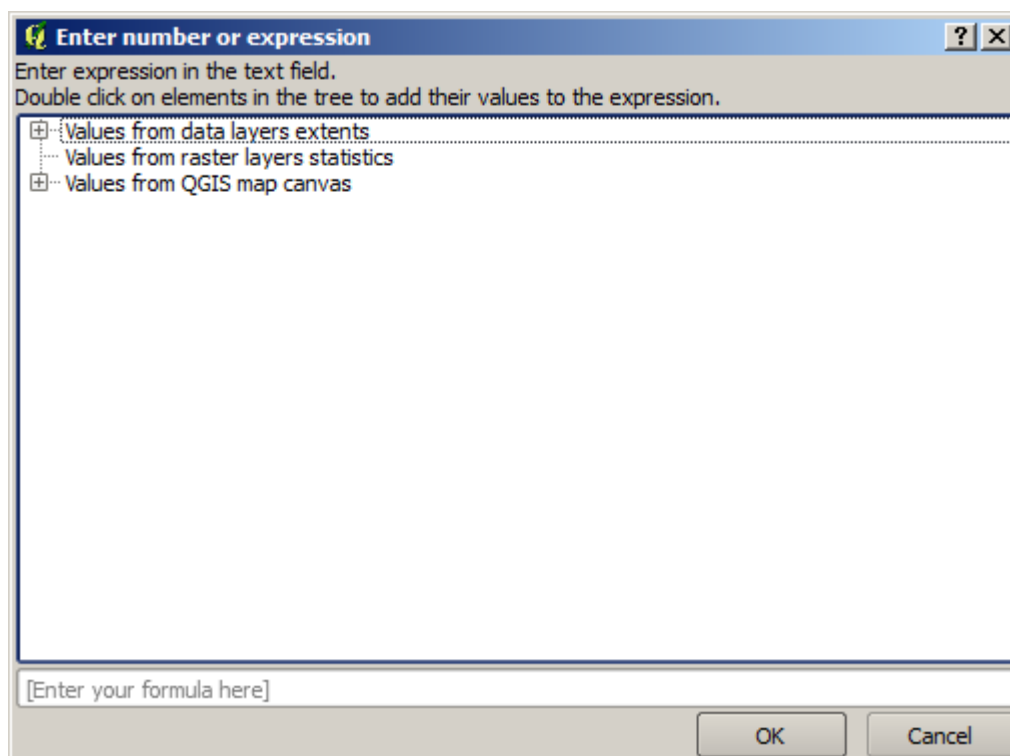 Enter number or expression
Enter expression in the text field.
Double click on elements in the tree to add their values to the expression.
Values from data layers extents
Values from raster layers statistics
Values from QGIS map canvas
[Enter your formula here]
OK Cancel